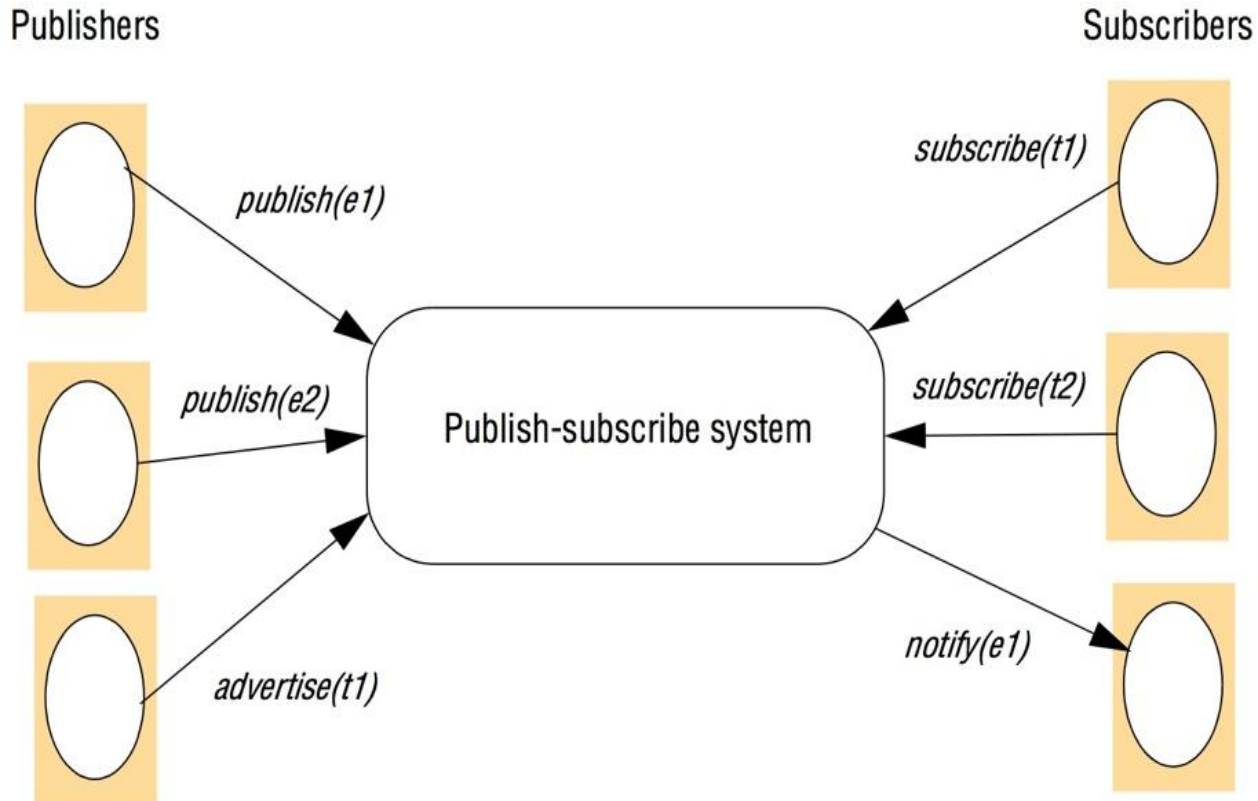 Publishers
Subscribers
publish(e1)
subscribe(t1)
publish(e2)
subscribe(t2)
Publish-subscribe system
advertise(t1)
notify(e1)